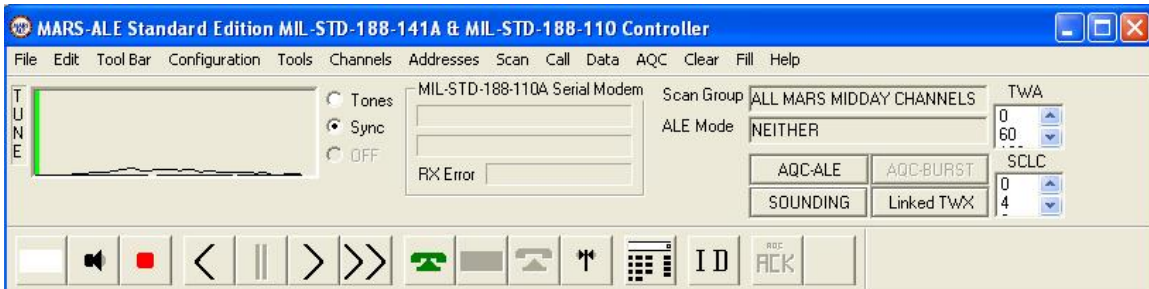 MARS-ALE Standard Edition MIL-STD-188-141A & MIL-STD-188-110 Controller
File Edit Tool Bar Configuration Tools Channels Addresses Scan Call Data AQC Clear Fill Help
TUNE
Tones
Sync
OFF
MIL-STD-188-110A Serial Modem
RX Error
Scan Group ALL MARS MIDDAY CHANNELS
ALE Mode NEITHER
AQC-ALE AQC-BURST
SOUNDING Linked TWX
TWA
0
60
SCLC
0
4
ID
AQC
ACK